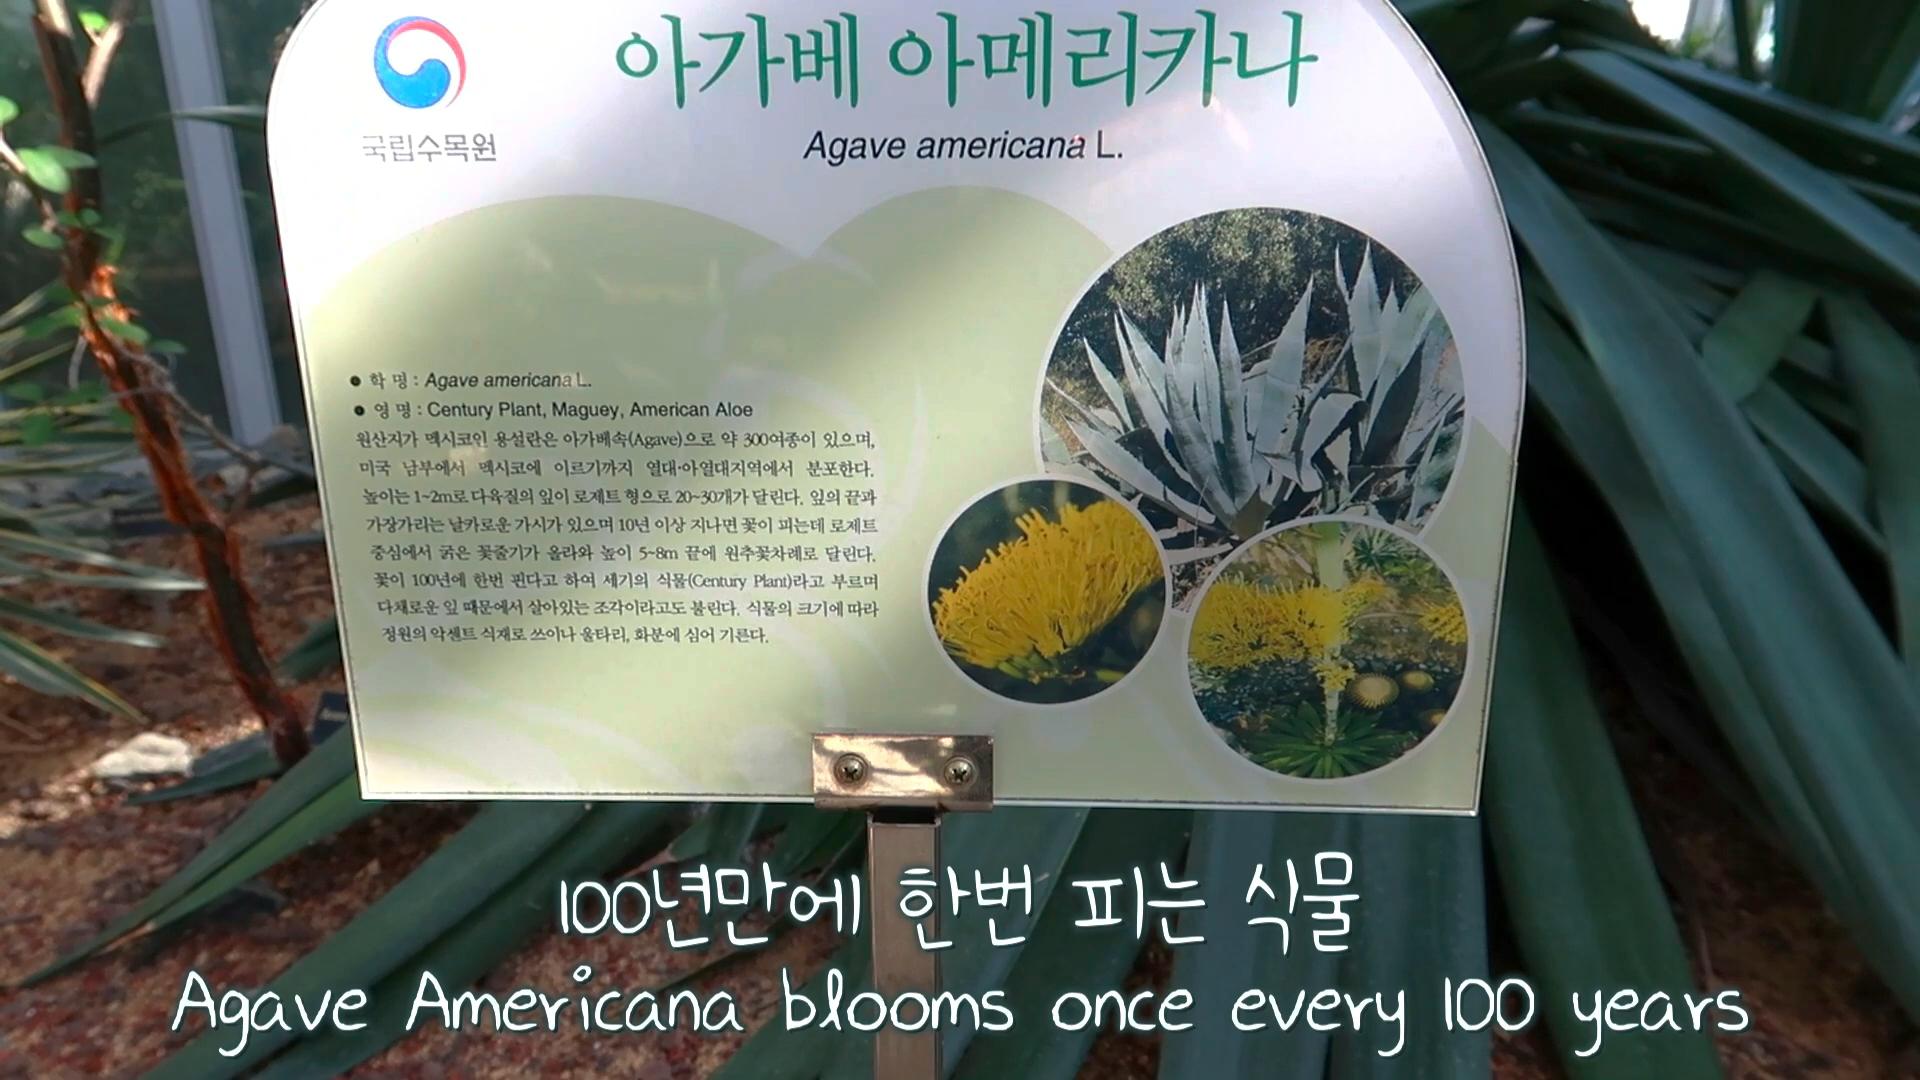 아가베 아메리카나
국립수목원
Agave americana L.
● 학 명 : Agave americana L.
● 영 명 : Century Plant, Maguey, American Aloe
원산지가 멕시코인 용설란은 아가베속(Agave)으로 약 300여종이 있으며,
미국 남부에서 멕시코에 이르기까지 열대·아열대지역에서 분포한다.
높이는 1~2m로 다육질의 잎이 로제트 형으로 20~30개가 달린다. 잎의 끝과
가장가리는 날카로운 가시가 있으며 10년 이상 지나면 꽃이 피는데 로제트
중심에서 굵은 꽃줄기가 올라와 높이 5~8m 끝에 원추꽃차례로 달린다.
꽃이 100년에 한번 핀다고 하여 세기의 식물(Century Plant)라고 부르며
다채로운 잎 때문에서 살아있는 조각이라고도 불린다. 식물의 크기에 따라
정원의 악센트 식재로 쓰이나 울타리, 화분에 심어 기른다.
100년만에 한번 피는 식물
Agave Americana blooms once every 100 years